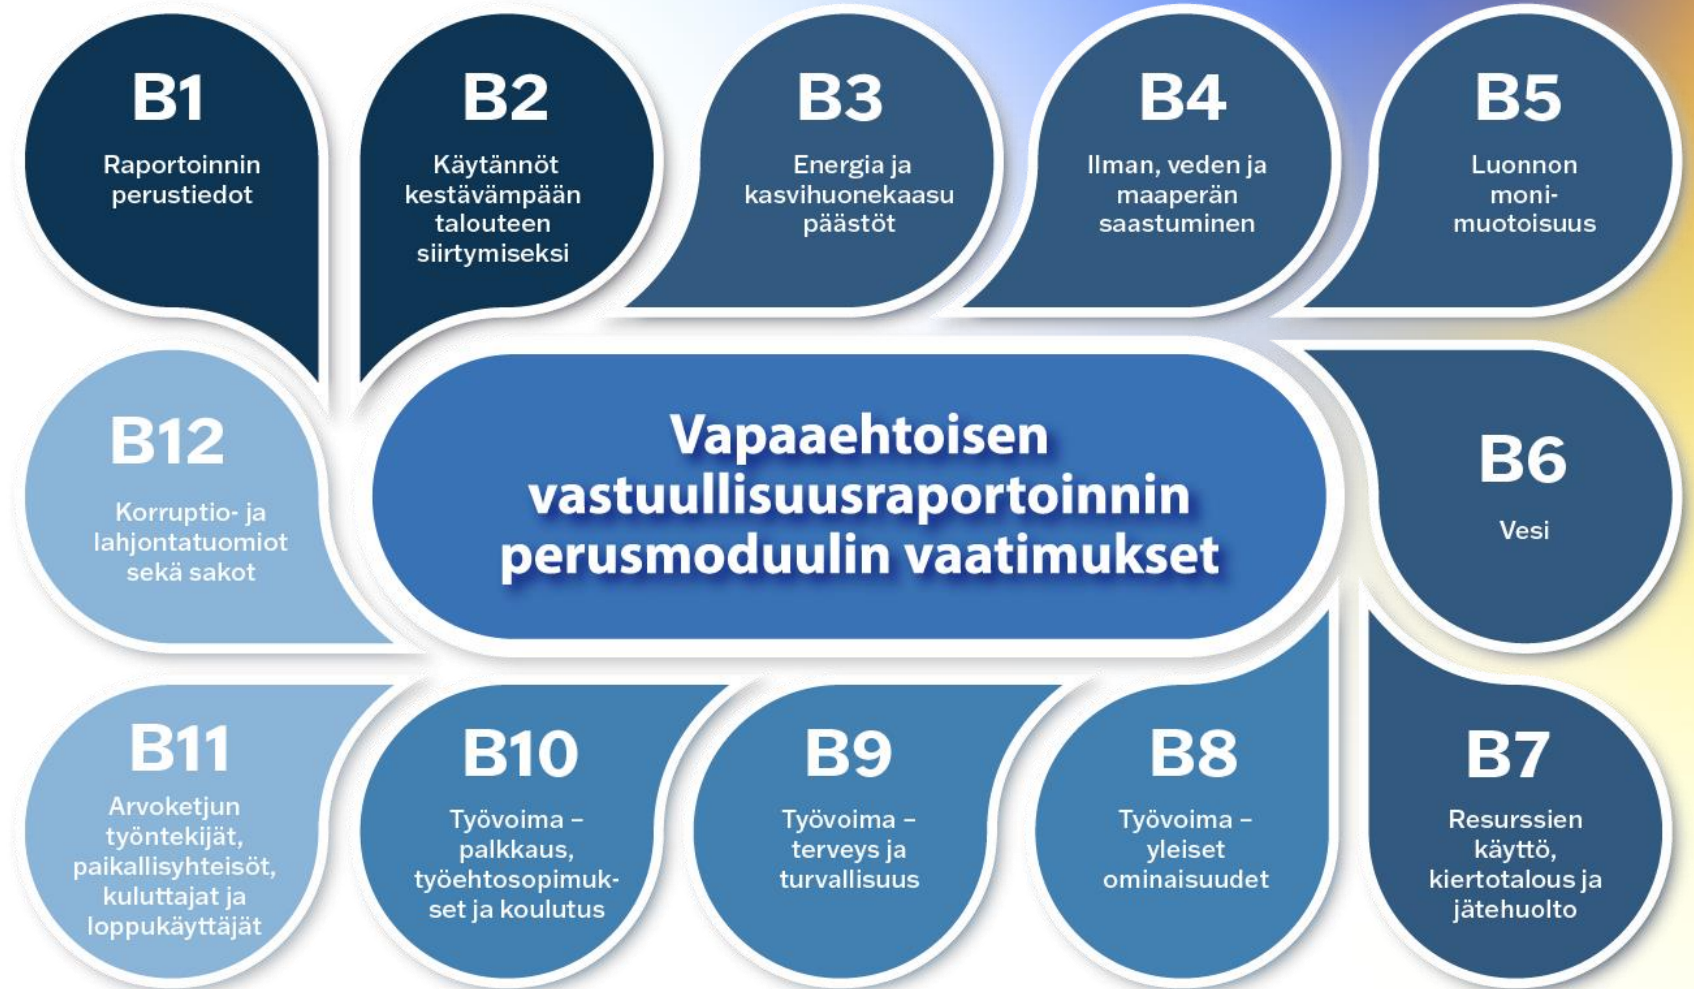 B1
Raportoinnin
perustiedot
B2
Käytännöt
kestävämpään
talouteen
siirtymiseksi
B3
Energia ja
kasvihuonekaasu
päästöt
B4
Ilman, veden ja
maaperän
saastuminen
B5
Luonnon
moni-
muotoisuus
B12
Korruptio- ja
lahjontatuomiot
sekä sakot
Vapaaehtoisen
vastuullisuusraportoinnin
perusmoduulin vaatimukset
B6
Vesi
B11
Arvoketjun
työntekijät,
paikallisyhteisöt,
kuluttajat ja
loppukäyttäjät
B10
Työvoima –
palkkaus,
työehtosopimuk-
set ja koulutus
B9
Työvoima –
terveys ja
turvallisuus
B8
Työvoima –
yleiset
ominaisuudet
B7
Resurssien
käyttö,
kiertotalous ja
jätehuolto